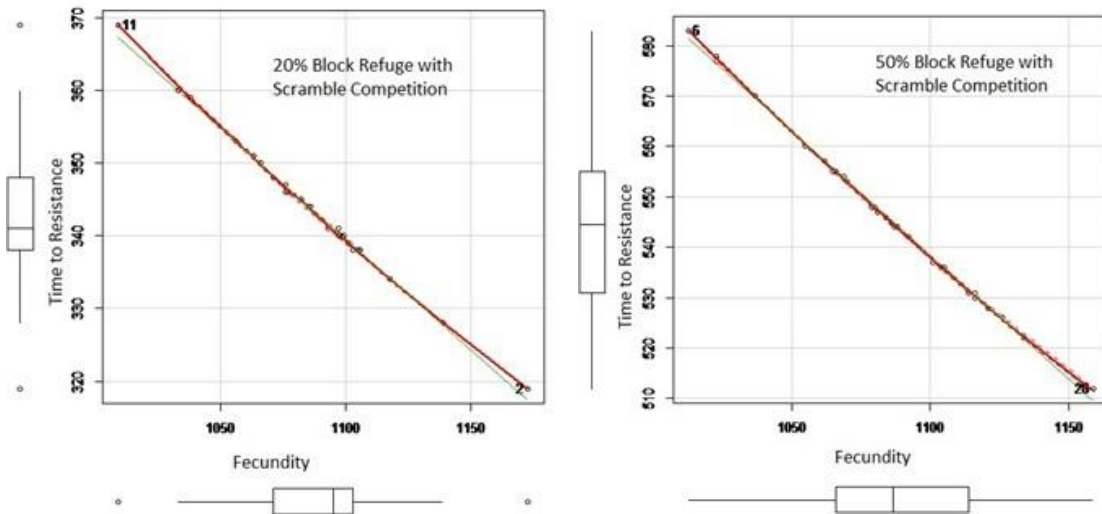 370
360
350
340
330
320
Time to Resistance
11
20% Block Refuge with
Scramble Competition
2
1050
1100
1150
Fecundity
580
570
560
550
540
530
520
510
Time to Resistance
6
50% Block Refuge with
Scramble Competition
1050
1100
1150
Fecundity